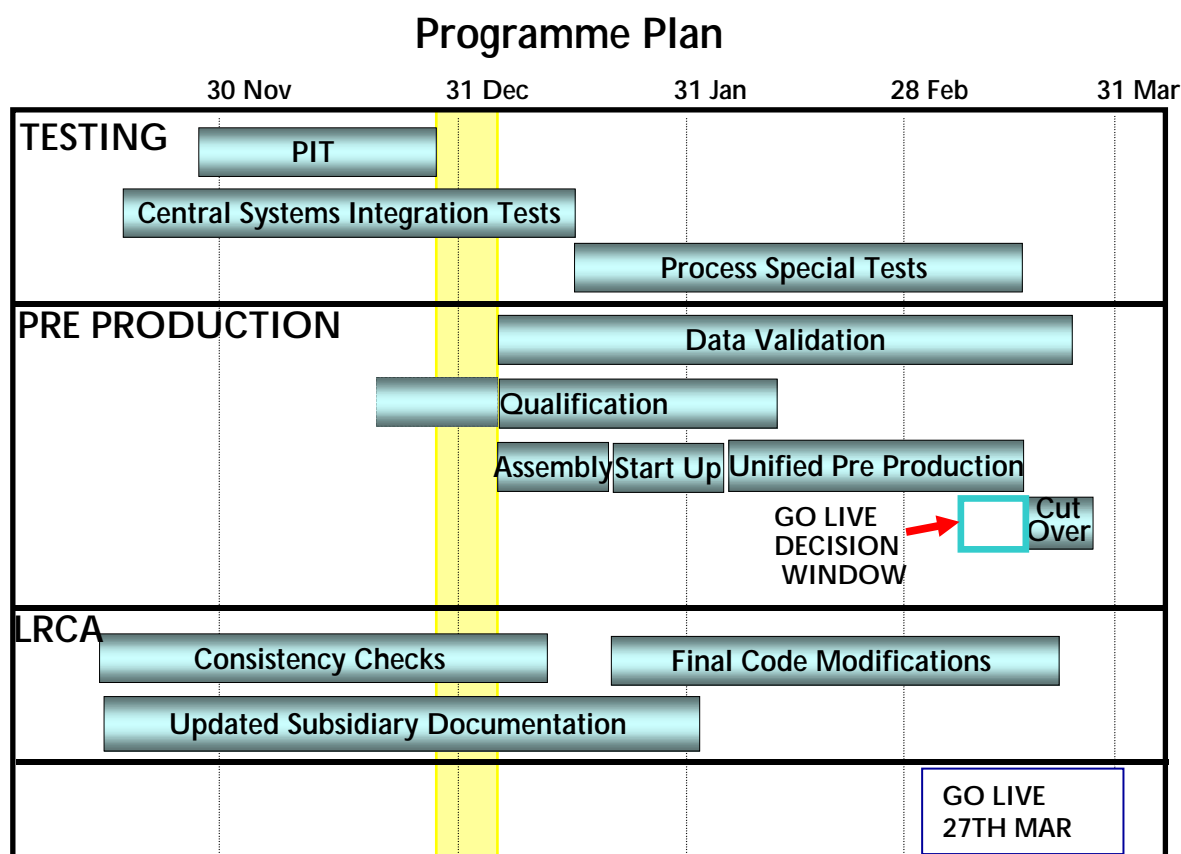 Programme Plan
30 Nov 31 Dec 31 Jan 28 Feb 31 Mar
TESTING
PIT
Central Systems Integration Tests
Process Special Tests
PRE PRODUCTION
Data Validation
Qualification
Assembly Start Up Unified Pre Production
GO LIVE
DECISION
WINDOW
Cut
Over
LRCA
Consistency Checks
Final Code Modifications
Updated Subsidiary Documentation
GO LIVE
27TH MAR